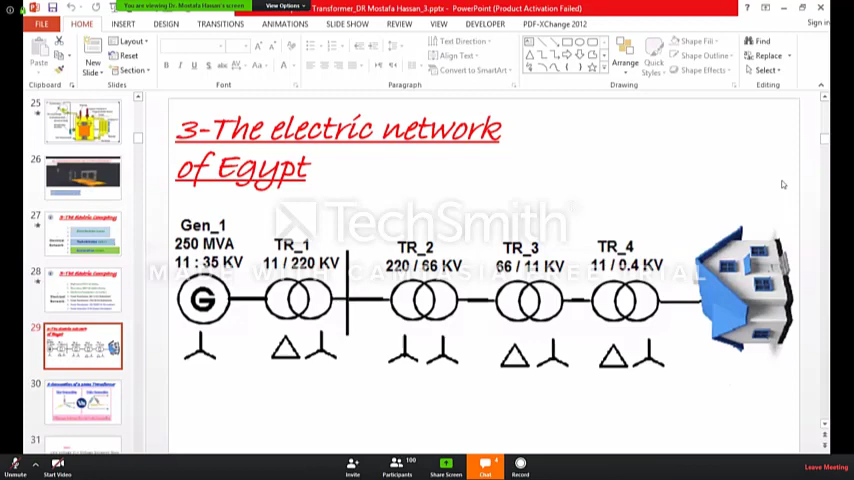 You are viewing Dr. Mostafa Hassan's screen
View Options
Transformer_DR Mostafa Hassan_3.pptx - PowerPoint (Product Activation Failed)
FILE
HOME
INSERT
DESIGN
TRANSITIONS
ANIMATIONS
SLIDE SHOW
REVIEW
VIEW
DEVELOPER
PDF-XChange 2012
Sign in
Paste
New
Slide
Layout
Reset
Section
B I U S abc AV Aa A
Text Direction
Align Text
Convert to SmartArt
Arrange
Quick
Styles
Shape Fill
Shape Outline
Shape Effects
Find
Replace
Select
Clipboard
Slides
Font
Paragraph
Drawing
Editing
25
26
27
28
29
30
31
3-The electric network
of Egypt
TechSmith
MADE WITH CAMTASIA FREE TRIAL
Gen_1
250 MVA
11 : 35 KV
TR_1
11 / 220 KV
TR_2
220 / 66 KV
TR_3
66 / 11 KV
TR_4
11 / 0.4 KV
G
Unmute
Start Video
Invite
100
Participants
Share Screen
4
Chat
Record
Leave Meeting